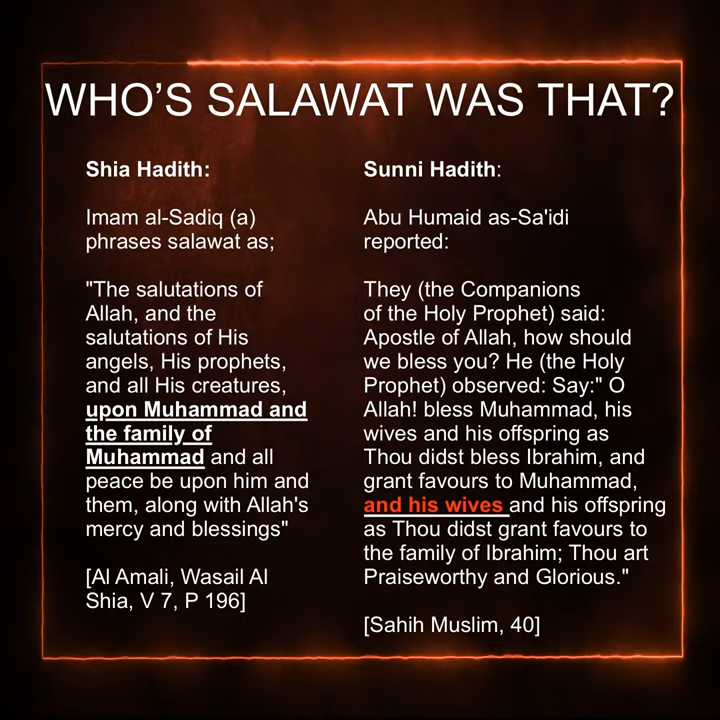 WHO'S SALAWAT WAS THAT?
Shia Hadith:
Imam al-Sadiq (a)
phrases salawat as;
"The salutations of
Allah, and the
salutations of His
angels, His prophets,
and all His creatures,
upon Muhammad and
the family of
Muhammad and all
peace be upon him and
them, along with Allah's
mercy and blessings"
[Al Amali, Wasail Al
Shia, V 7, P 196]
Sunni Hadith:
Abu Humaid as-Sa'idi
reported:
They (the Companions
of the Holy Prophet) said:
Apostle of Allah, how should
we bless you? He (the Holy
Prophet) observed: Say:" O
Allah! bless Muhammad, his
wives and his offspring as
Thou didst bless Ibrahim, and
grant favours to Muhammad,
and his wives and his offspring
as Thou didst grant favours to
the family of Ibrahim; Thou art
Praiseworthy and Glorious."
[Sahih Muslim, 40]